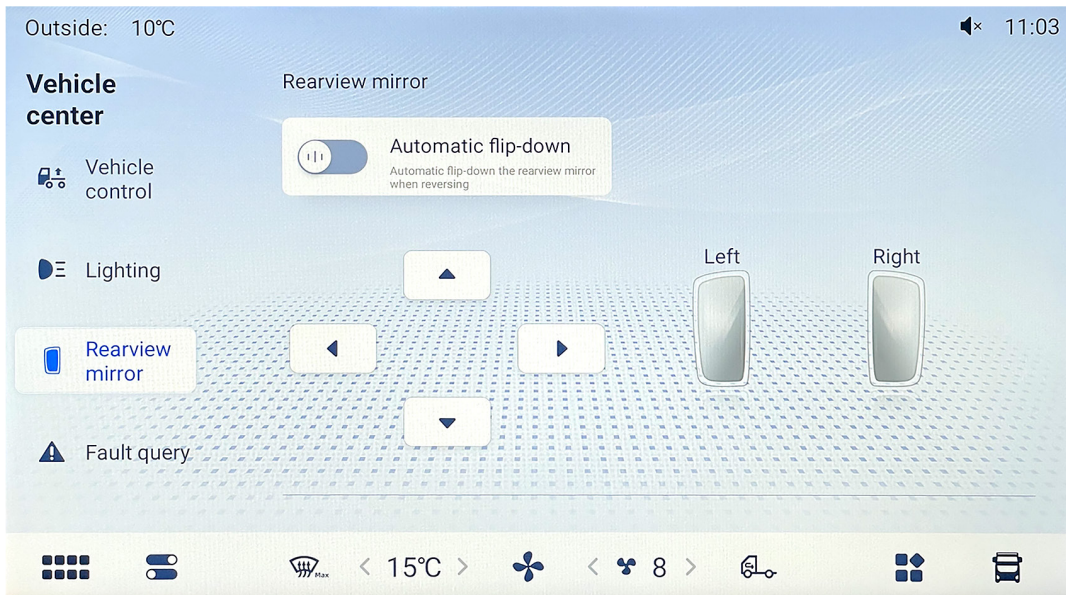 Outside: 10℃
11:03
Vehicle
center
Vehicle
control
Lighting
Rearview
mirror
Fault query
Rearview mirror
Automatic flip-down
Automatic flip-down the rearview mirror
when reversing
Left
Right
Max
15℃
8